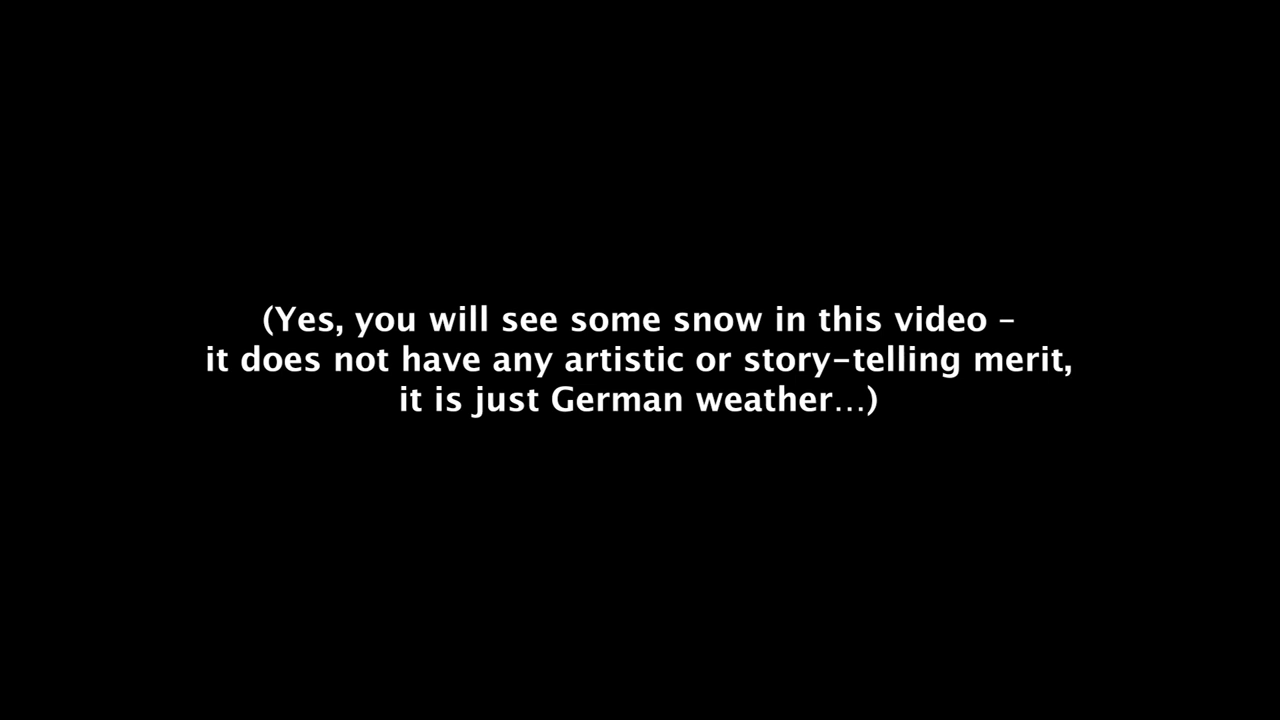 (Yes, you will see some snow in this video –
it does not have any artistic or story-telling merit,
it is just German weather…)